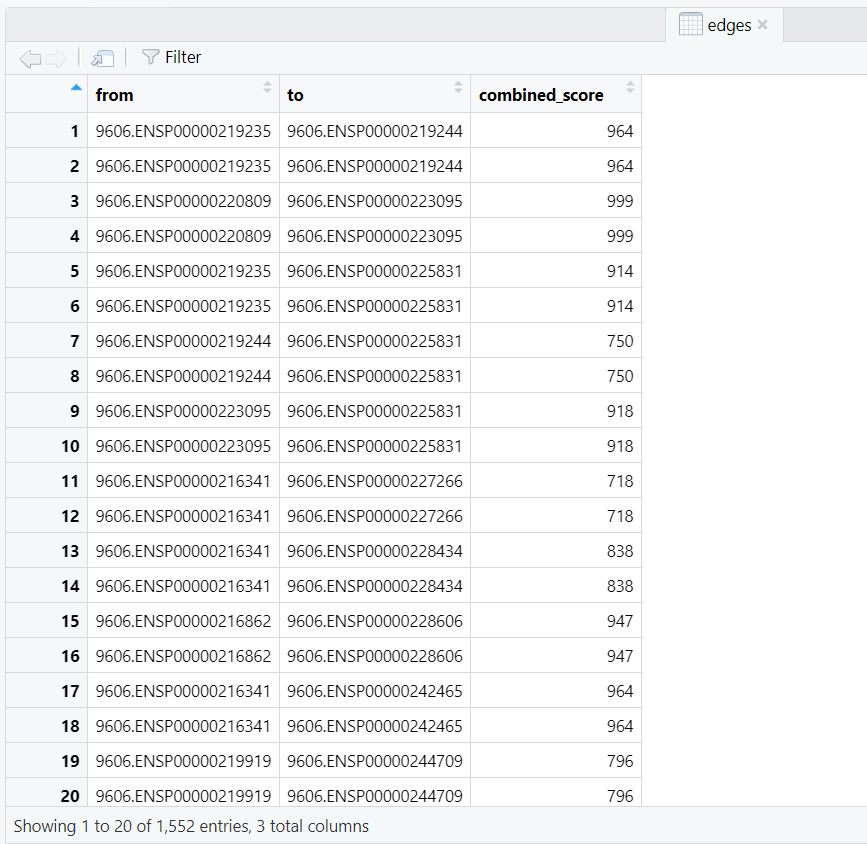 edges
Filter
from to combined_score
1 9606.ENSP00000219235 9606.ENSP00000219244 964
2 9606.ENSP00000219235 9606.ENSP00000219244 964
3 9606.ENSP00000220809 9606.ENSP00000223095 999
4 9606.ENSP00000220809 9606.ENSP00000223095 999
5 9606.ENSP00000219235 9606.ENSP00000225831 914
6 9606.ENSP00000219235 9606.ENSP00000225831 914
7 9606.ENSP00000219244 9606.ENSP00000225831 750
8 9606.ENSP00000219244 9606.ENSP00000225831 750
9 9606.ENSP00000223095 9606.ENSP00000225831 918
10 9606.ENSP00000223095 9606.ENSP00000225831 918
11 9606.ENSP00000216341 9606.ENSP00000227266 718
12 9606.ENSP00000216341 9606.ENSP00000227266 718
13 9606.ENSP00000216341 9606.ENSP00000228434 838
14 9606.ENSP00000216341 9606.ENSP00000228434 838
15 9606.ENSP00000216862 9606.ENSP00000228606 947
16 9606.ENSP00000216862 9606.ENSP00000228606 947
17 9606.ENSP00000216341 9606.ENSP00000242465 964
18 9606.ENSP00000216341 9606.ENSP00000242465 964
19 9606.ENSP00000219919 9606.ENSP00000244709 796
20 9606.ENSP00000219919 9606.ENSP00000244709 796
Showing 1 to 20 of 1,552 entries, 3 total columns